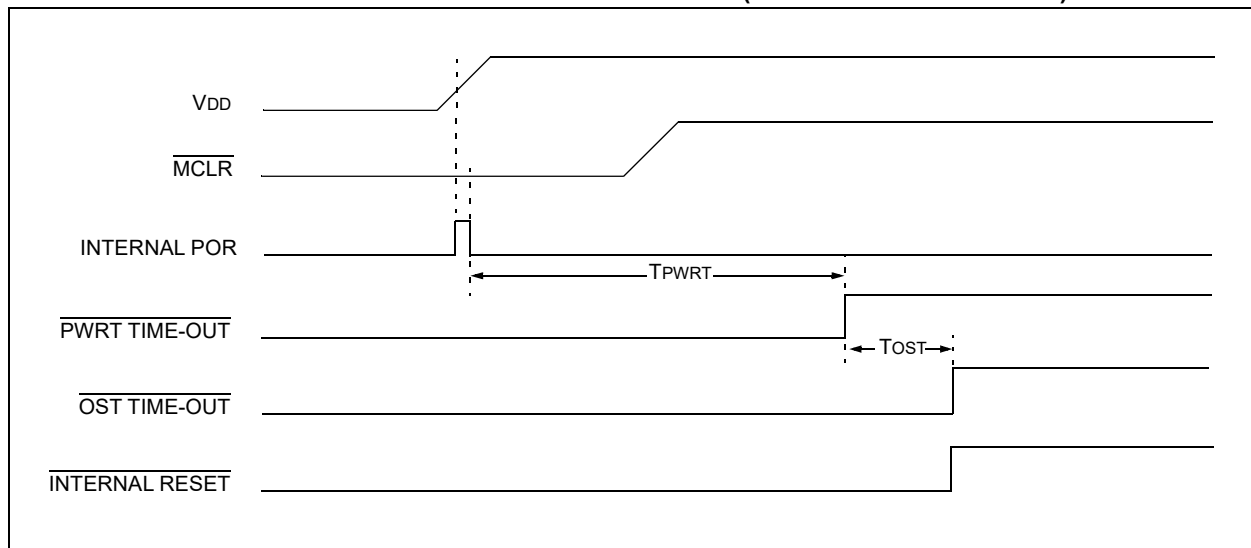 VDD
MCLR
INTERNAL POR
TPWRT
PWRT TIME-OUT
TOST
OST TIME-OUT
INTERNAL RESET